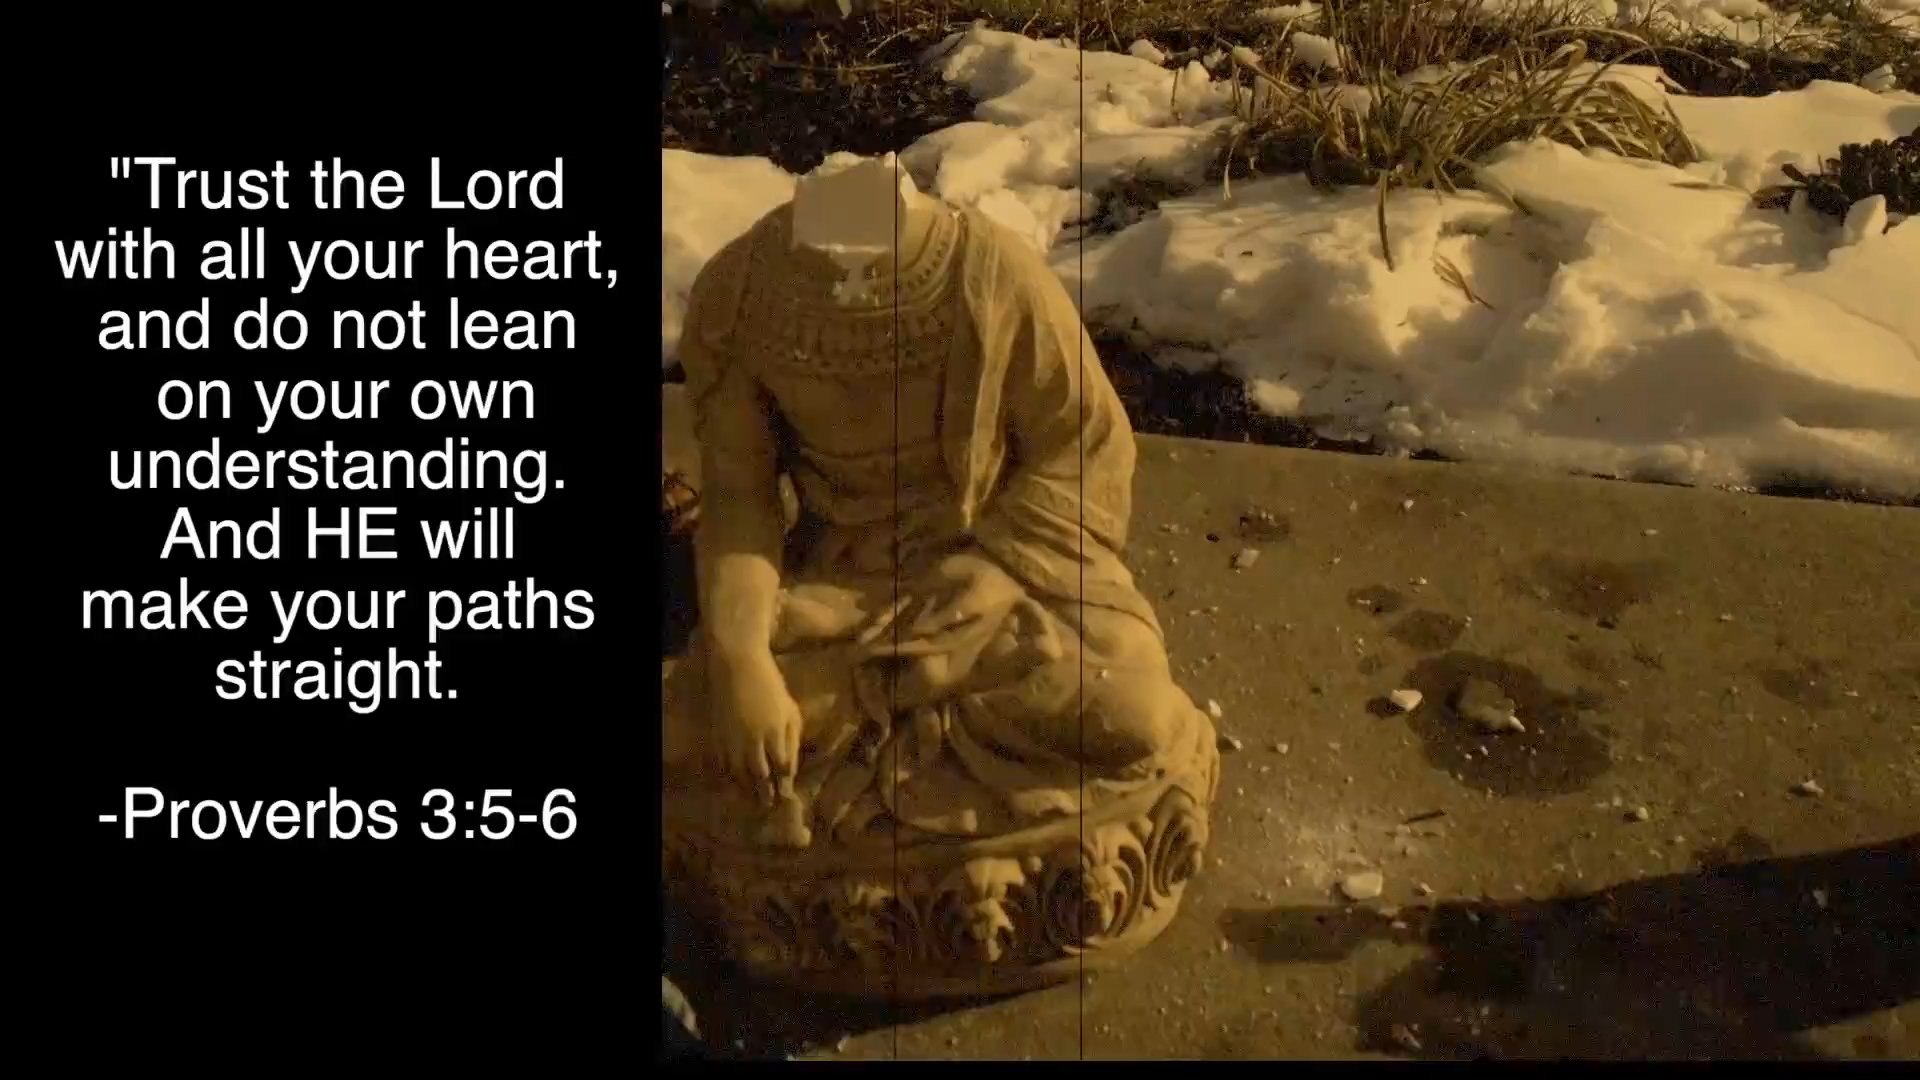 "Trust the Lord
with all your heart,
and do not lean
on your own
understanding.
And HE will
make your paths
straight.
-Proverbs 3:5-6